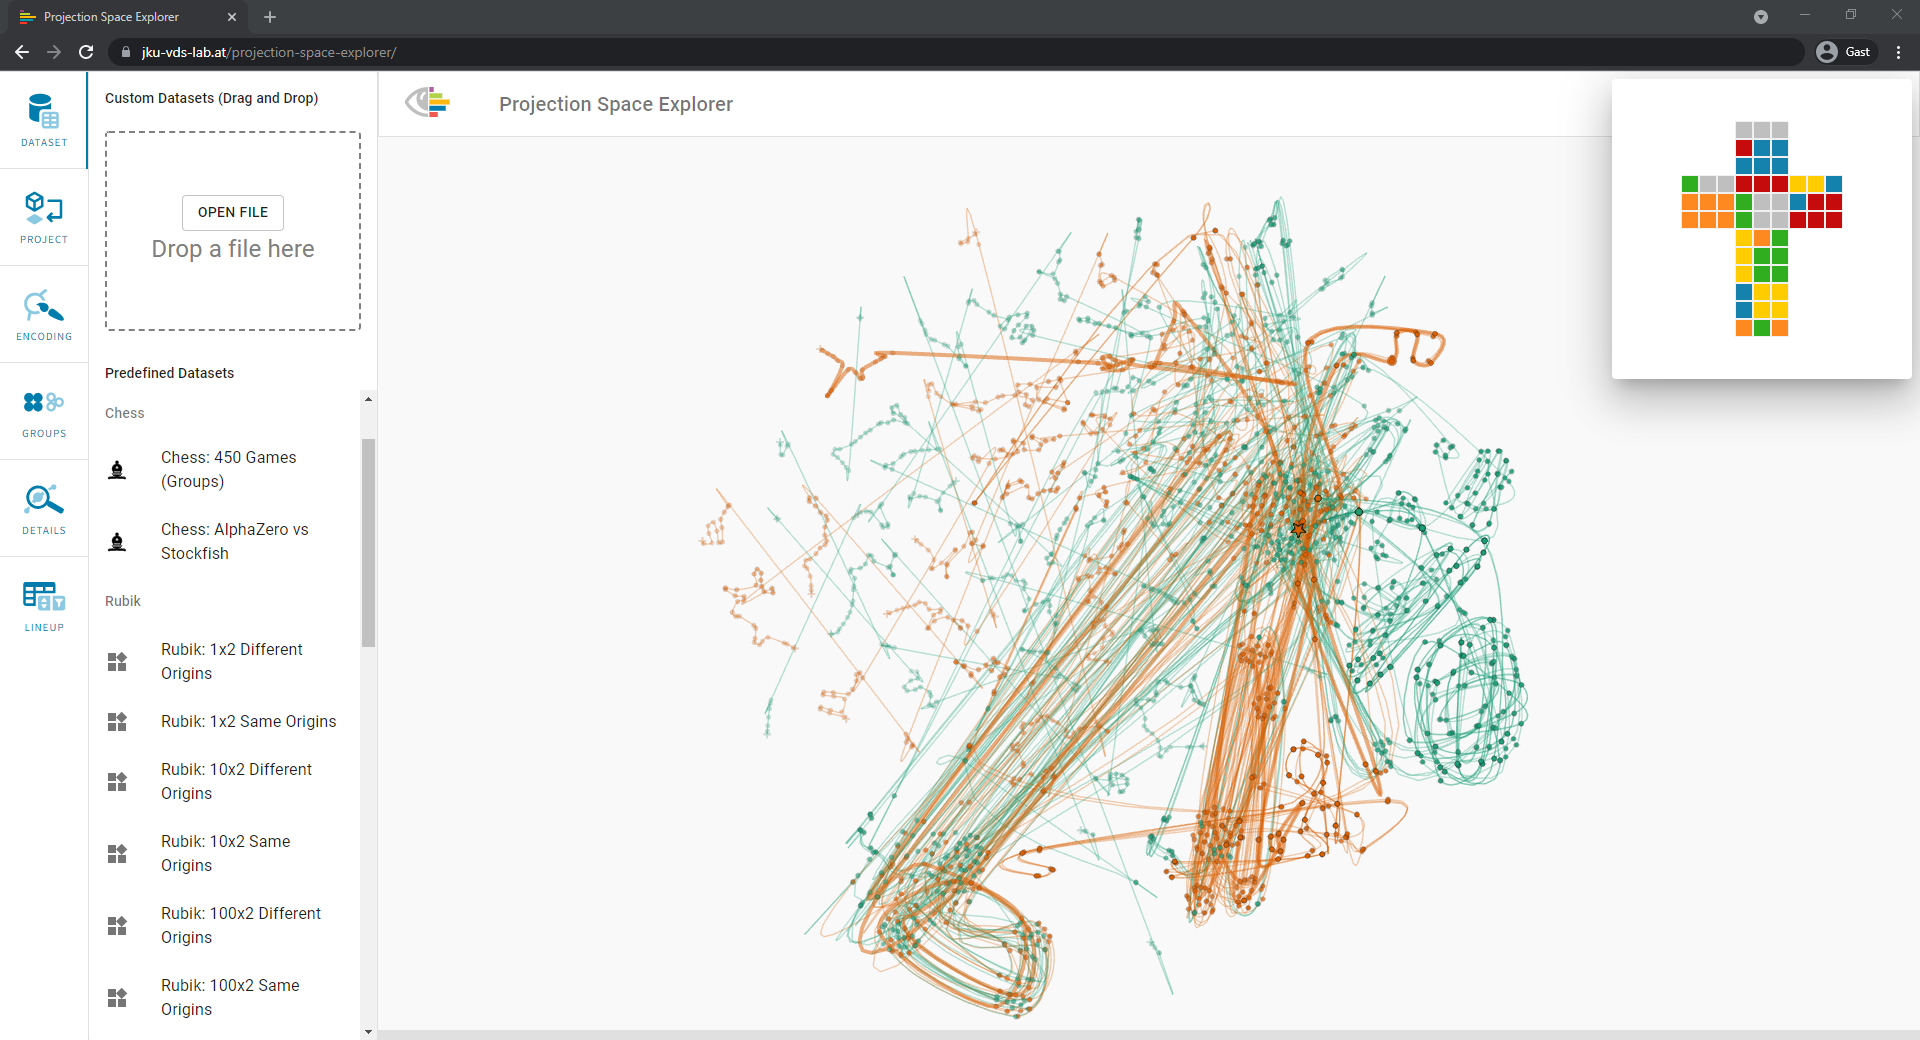 Projection Space Explorer
jku-vds-lab.at/projection-space-explorer/
Gast
DATASET
PROJECT
ENCODING
GROUPS
DETAILS
LINEUP
Custom Datasets (Drag and Drop)
OPEN FILE
Drop a file here
Predefined Datasets
Chess
Chess: 450 Games
(Groups)
Chess: AlphaZero vs
Stockfish
Rubik
Rubik: 1x2 Different
Origins
Rubik: 1x2 Same Origins
Rubik: 10x2 Different
Origins
Rubik: 10x2 Same
Origins
Rubik: 100x2 Different
Origins
Rubik: 100x2 Same
Origins
Projection Space Explorer